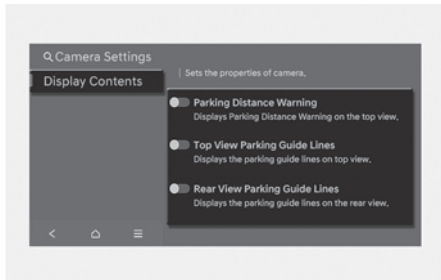 Camera Settings
Display Contents
Sets the properties of camera.
Parking Distance Warning
Displays Parking Distance Warning on the top view.
Top View Parking Guide Lines
Displays the parking guide lines on top view.
Rear View Parking Guide Lines
Displays the parking guide lines on the rear view.